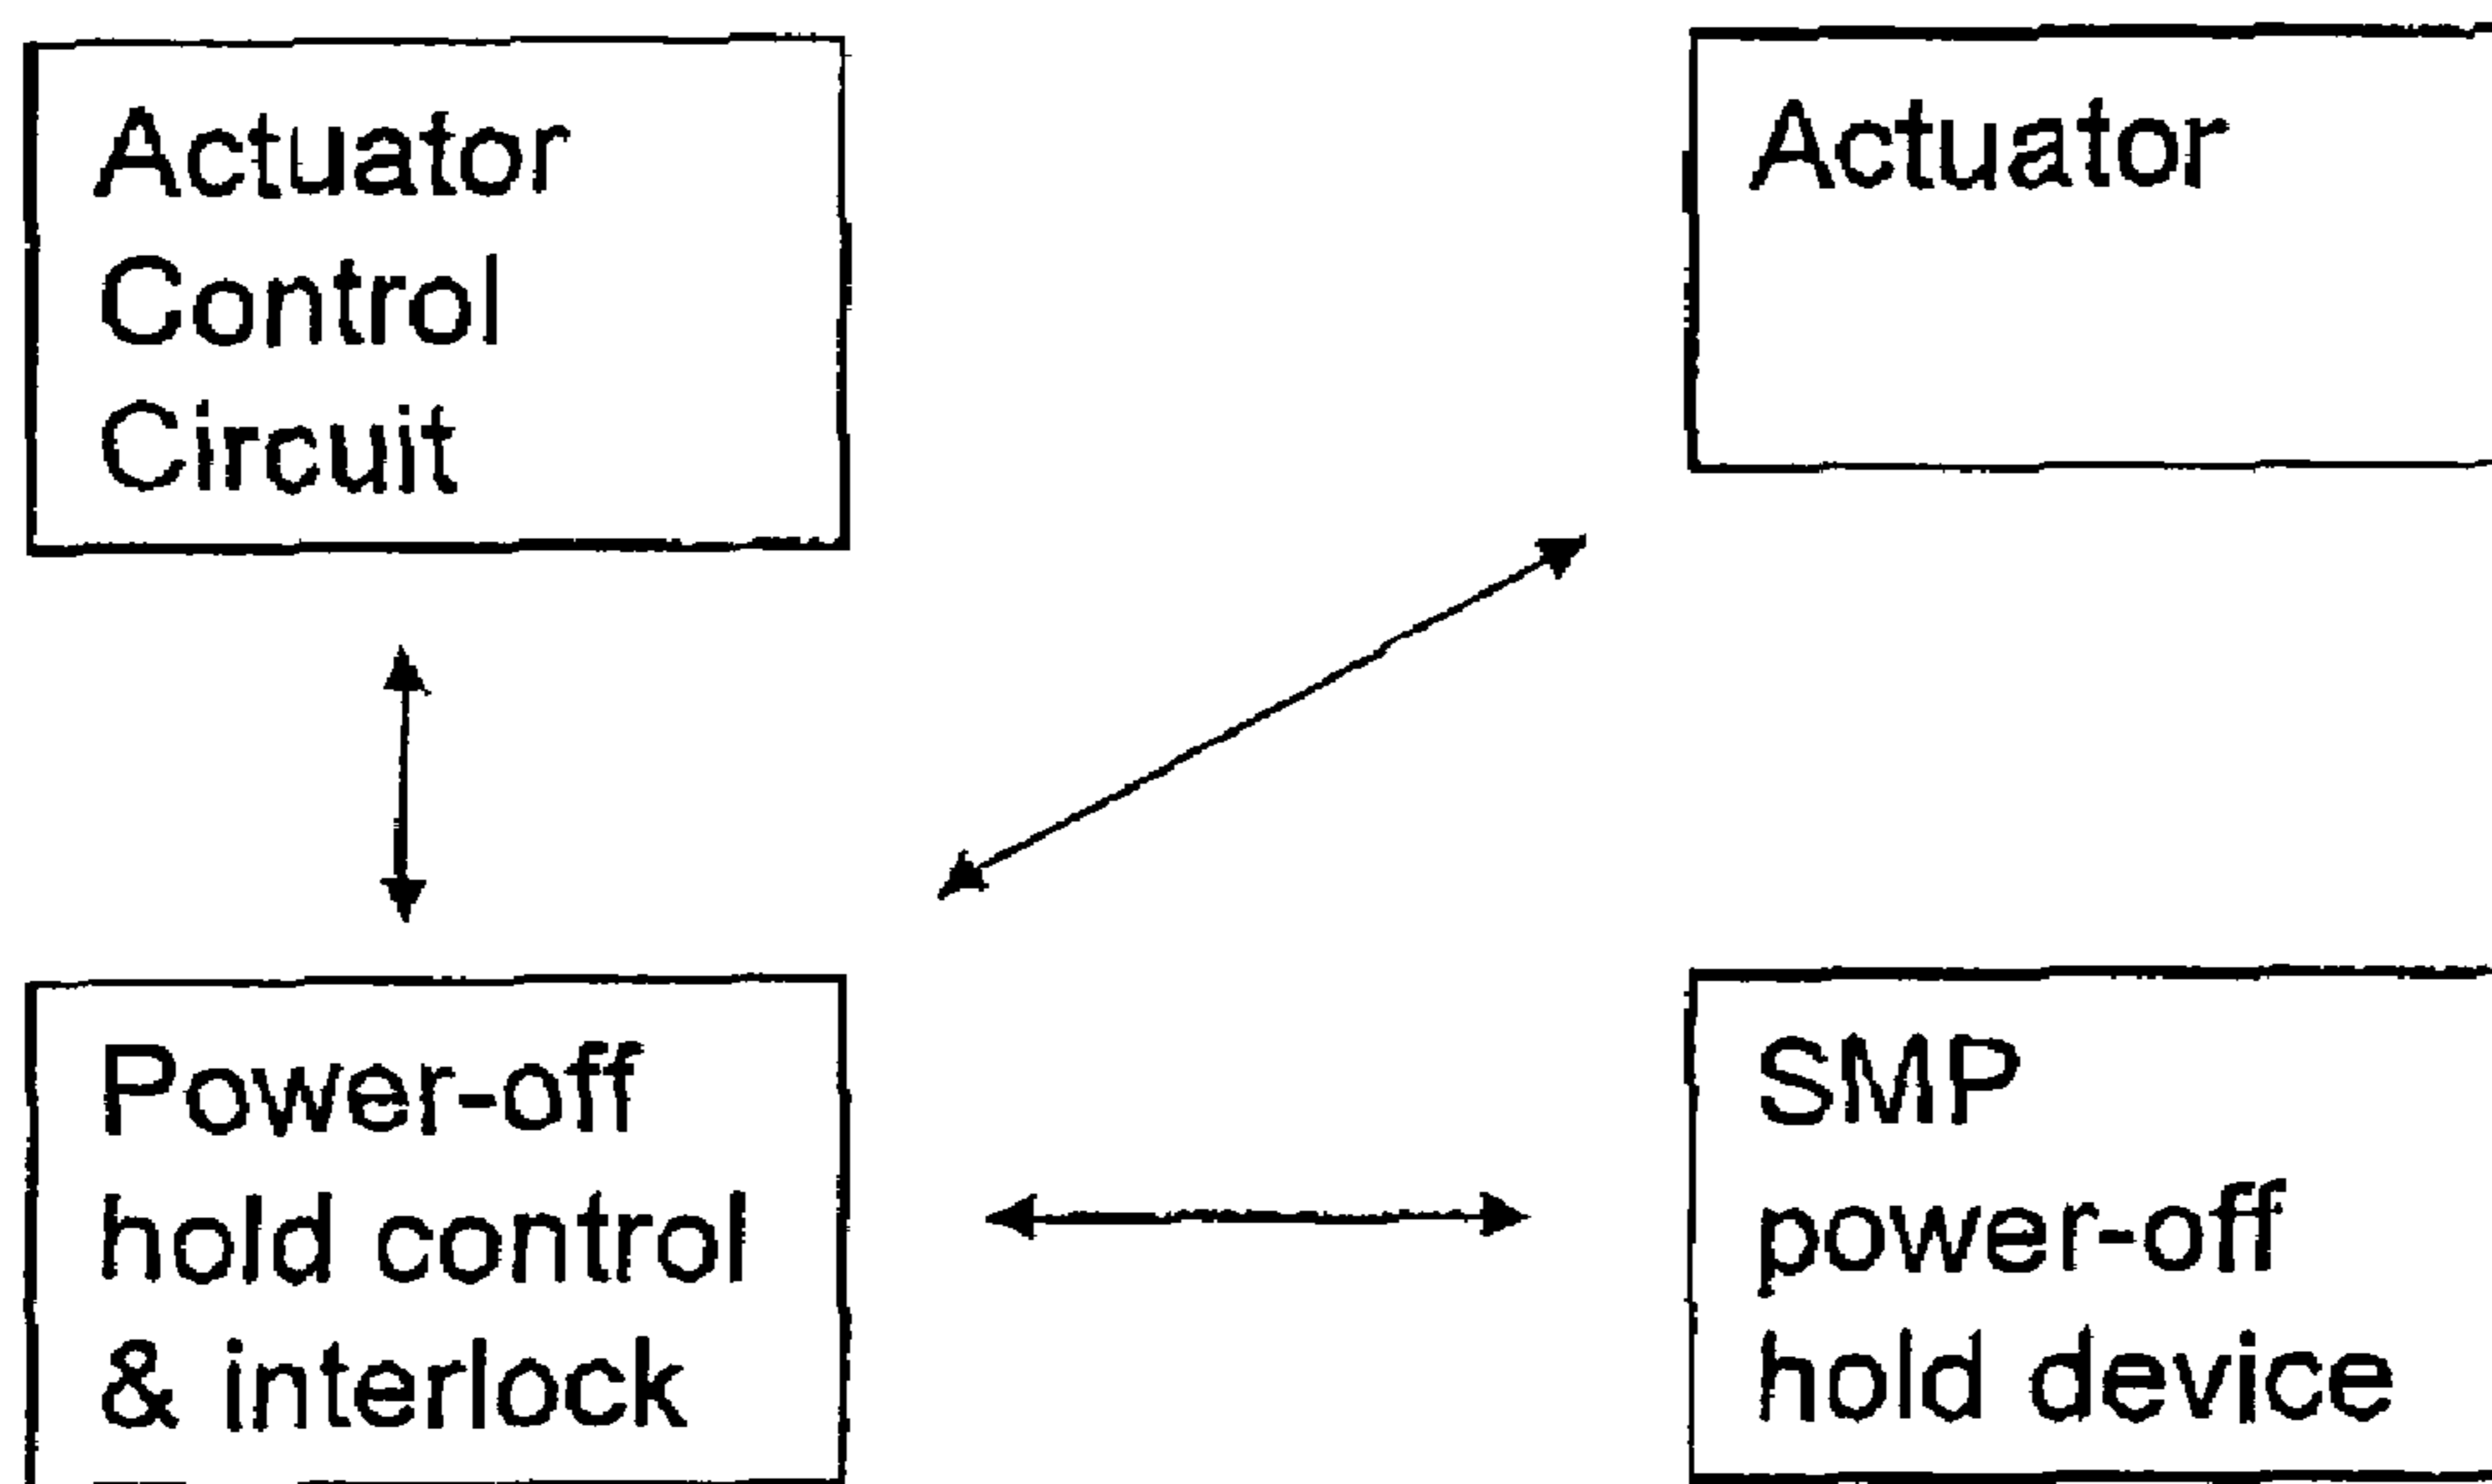 Actuator
Control
Circuit
Actuator
Power-off
hold control
& interlock
SMP
power-off
hold device